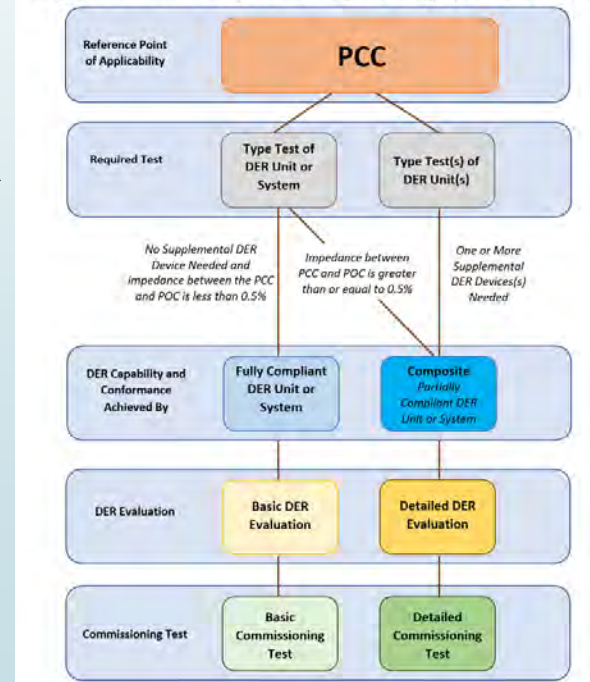 Reference Point
of Applicability
PCC
Required Test
Type Test of
DER Unit or
System
Type Test(s) of
DER Unit(s)
No Supplemental DER
Device Needed and
impedance between the PCC
and POC is less than 0.5%
Impedance between
PCC and POC is greater
than or equal to 0.5%
One or More
Supplemental
DER Devices(s)
Needed
DER Capability and
Conformance
Achieved By
Fully Compliant
DER Unit or
System
Composite
Partially
Compliant DER
Unit or System
DER Evaluation
Basic DER
Evaluation
Detailed DER
Evaluation
Commissioning Test
Basic
Commissioning
Test
Detailed
Commissioning
Test